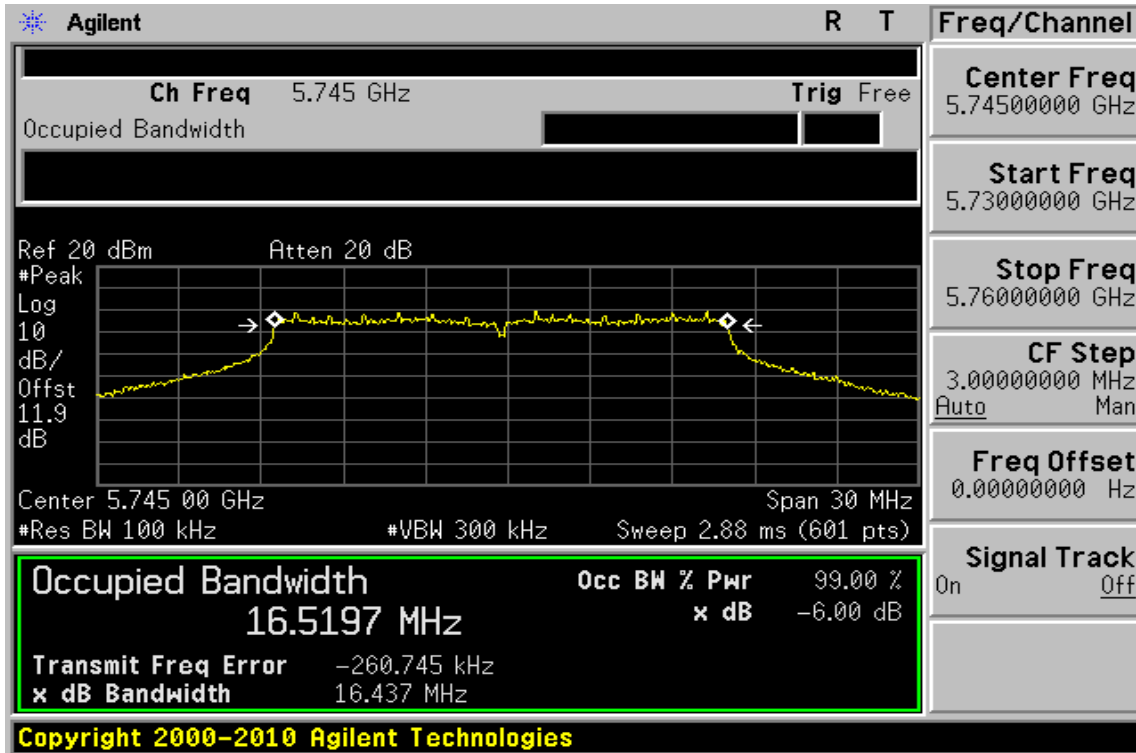 Agilent R T
Ch Freq 5.745 GHz Trig Free
Occupied Bandwidth
Ref 20 dBm Atten 20 dB
#Peak
Log
10
dB/
Offst
11.9
dB
Center 5.745 00 GHz Span 30 MHz
#Res BW 100 kHz #VBW 300 kHz Sweep 2.88 ms (601 pts)
Occupied Bandwidth
16.5197 MHz
Occ BW % Pwr 99.00 %
x dB -6.00 dB
Transmit Freq Error -260.745 kHz
x dB Bandwidth 16.437 MHz
Copyright 2000-2010 Agilent Technologies
Freq/Channel
Center Freq
5.74500000 GHz
Start Freq
5.73000000 GHz
Stop Freq
5.76000000 GHz
CF Step
3.00000000 MHz
Auto Man
Freq Offset
0.00000000 Hz
Signal Track
On Off